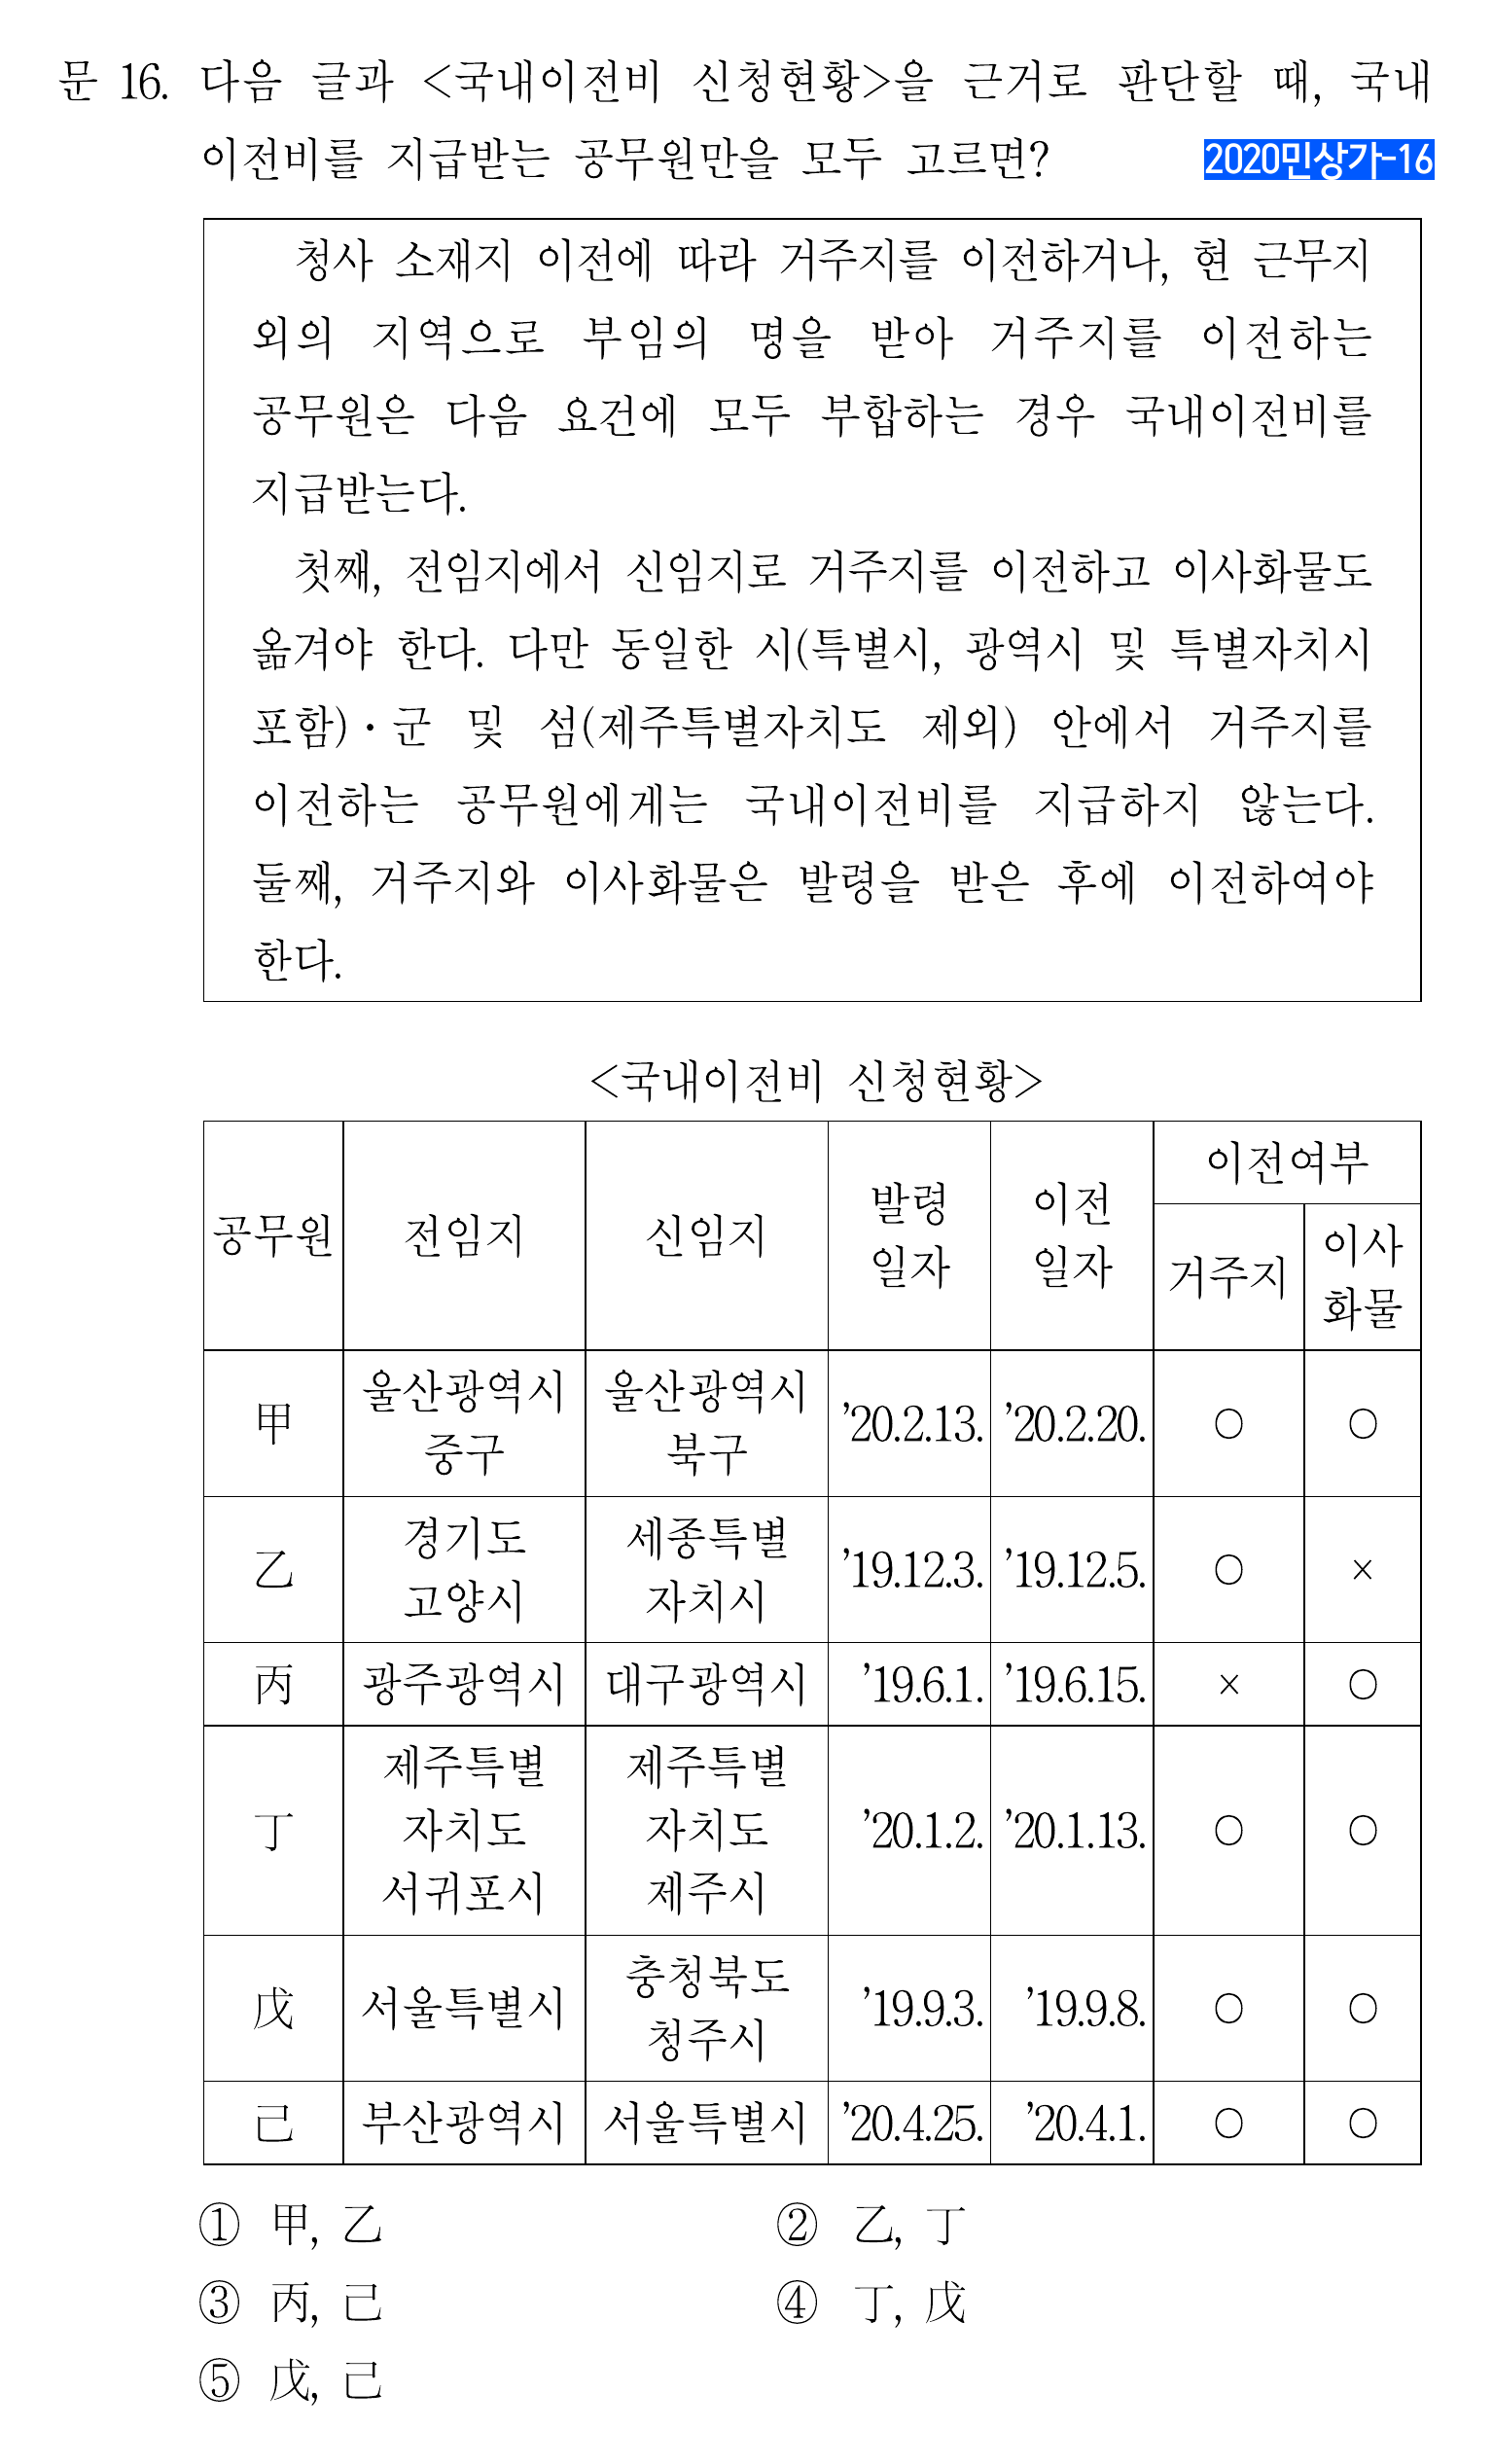 문 16. 다음 글과 <국내이전비 신청현황>을 근거로 판단할 때, 국내
이전비를 지급받는 공무원만을 모두 고르면?
2020민상가-16
청사 소재지 이전에 따라 거주지를 이전하거나, 현 근무지
외의 지역으로 부임의 명을 받아 거주지를 이전하는
공무원은 다음 요건에 모두 부합하는 경우 국내이전비를
지급받는다.
첫째, 전임지에서 신임지로 거주지를 이전하고 이사화물도
옮겨야 한다. 다만 동일한 시(특별시, 광역시 및 특별자치시
포함)·군 및 섬(제주특별자치도 제외) 안에서 거주지를
이전하는 공무원에게는 국내이전비를 지급하지 않는다.
둘째, 거주지와 이사화물은 발령을 받은 후에 이전하여야
한다.
<국내이전비 신청현황>
공무원 전임지 신임지 발령 일자 이전 일자 이전여부
거주지 이사 화물
甲 울산광역시 중구 울산광역시 북구 ’20.2.13. ’20.2.20. ○ ○
乙 경기도 고양시 세종특별 자치시 ’19.12.3. ’19.12.5. ○ ×
丙 광주광역시 대구광역시 ’19.6.1. ’19.6.15. × ○
丁 제주특별 자치도 서귀포시 제주특별 자치도 제주시 ’20.1.2. ’20.1.13. ○ ○
戊 서울특별시 충청북도 청주시 ’19.9.3. ’19.9.8. ○ ○
己 부산광역시 서울특별시 ’20.4.25. ’20.4.1. ○ ○
① 甲, 乙
② 乙, 丁
③ 丙, 己
④ 丁, 戊
⑤ 戊, 己